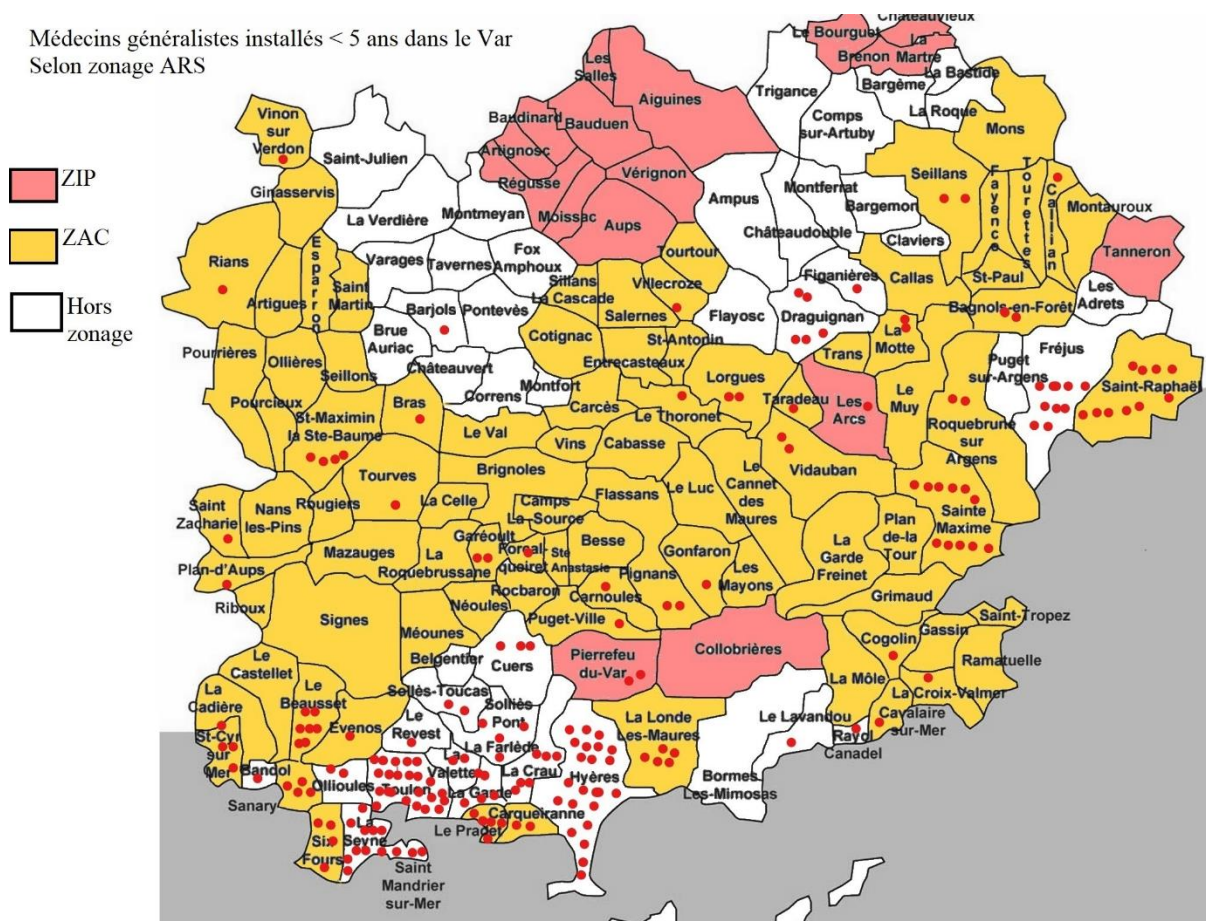 Médecins généralistes installés < 5 ans dans le Var
Selon zonage ARS
ZIP
ZAC
Hors
zonage
Châteauvieux
Le Bourguet
La
Brenon
Martre
La Bastide
Bargème
La Roque
Trigance
Comps
sur-Artuby
Mons
Les
Salles
Aiguines
Baudinard
Bauduen
Artignosc
Régusse
Vérignon
Moissac
Aups
Vinon
sur
Verdon
Saint-Julien
Ginasservis
La Verdière
Montmeyan
Seillans
Fayence
Tourettes
Callian
Montauroux
Tanneron
Ampus
Montferrat
Bargemon
Châteaudouble
Claviers
Rians
Artigues
Esparron
Saint
Martin
Varages
Tavernes
Fox
Amphoux
Tourtour
Sillans
La Cascade
Villecroze
Salernes
Figanières
Callas
St-Paul
Les
Adrets
Bagnols-en-Forêt
Barjols
Pontevès
Brue
Auriac
Cotignac
St-Antonin
Entrecasteaux
Flayosc
Draguignan
Trans
La
Motte
Puget
sur-Argens
Fréjus
Saint-Raphaël
Pourrières
Ollières
Seillons
Châteauvert
Correns
Montfort
Pourcieux
St-Maximin
la Ste-Baume
Bras
Le Val
Carcès
Lorgues
Le Thoronet
Taradeau
Les
Arcs
Le
Muy
Roquebrune
sur
Argens
Vins
Cabasse
Vidauban
Tourves
Brignoles
Saint
Zacharie
Nans
les-Pins
Rougiers
La Celle
Camps
La-Source
Flassans
Le Luc
Le
Cannet
des
Maures
Sainte
Maxime
Plan
de-la
Tour
La
Garde
Freinet
Plan-d'Aups
Mazauges
La
Roquebrussane
Garéoult
Forcal-
queiret
Ste
Anastasie
Besse
Gonfaron
Pignans
Les
Mayons
Riboux
Signes
Néoules
Rocbaron
Carnoules
Puget-Ville
Grimaud
Saint-Tropez
Méounes
Belgentier
Cuers
Pierrefeu
du-Var
Collobrières
Cogolin
Gassin
Ramatuelle
La Môle
La Croix-Valmer
Cavalaire
sur-Mer
Le
Castellet
La
Cadière
Le
Beausset
Evenos
St-Cyr
sur
Mer
Solliès-Toucas
Solliès
Pont
Le
Revest
La Farlède
La Londe
Les-Maures
Le Lavandou
Rayol
Canadel
Bormes
Les-Mimosas
Bandol
Sanary
Ollioules
Toulon
La
Valette
La Garde
La Crau
Hyères
Le Pradet
Carqueiranne
Six
Fours
La
Seyne
Saint
Mandrier
sur-Mer